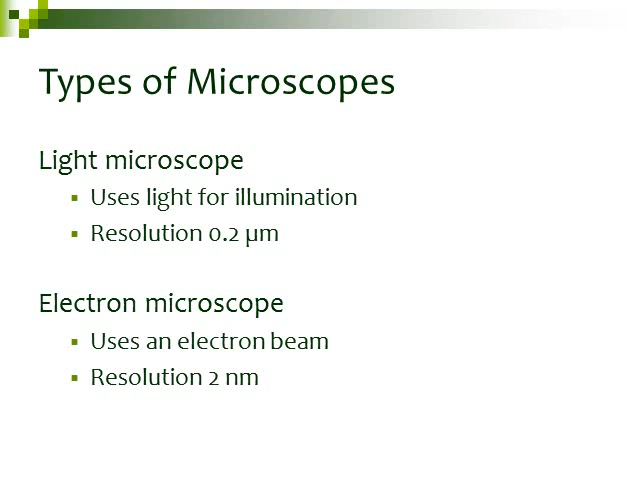 Types of Microscopes
Light microscope
▪ Uses light for illumination
▪ Resolution 0.2 µm
Electron microscope
▪ Uses an electron beam
▪ Resolution 2 nm